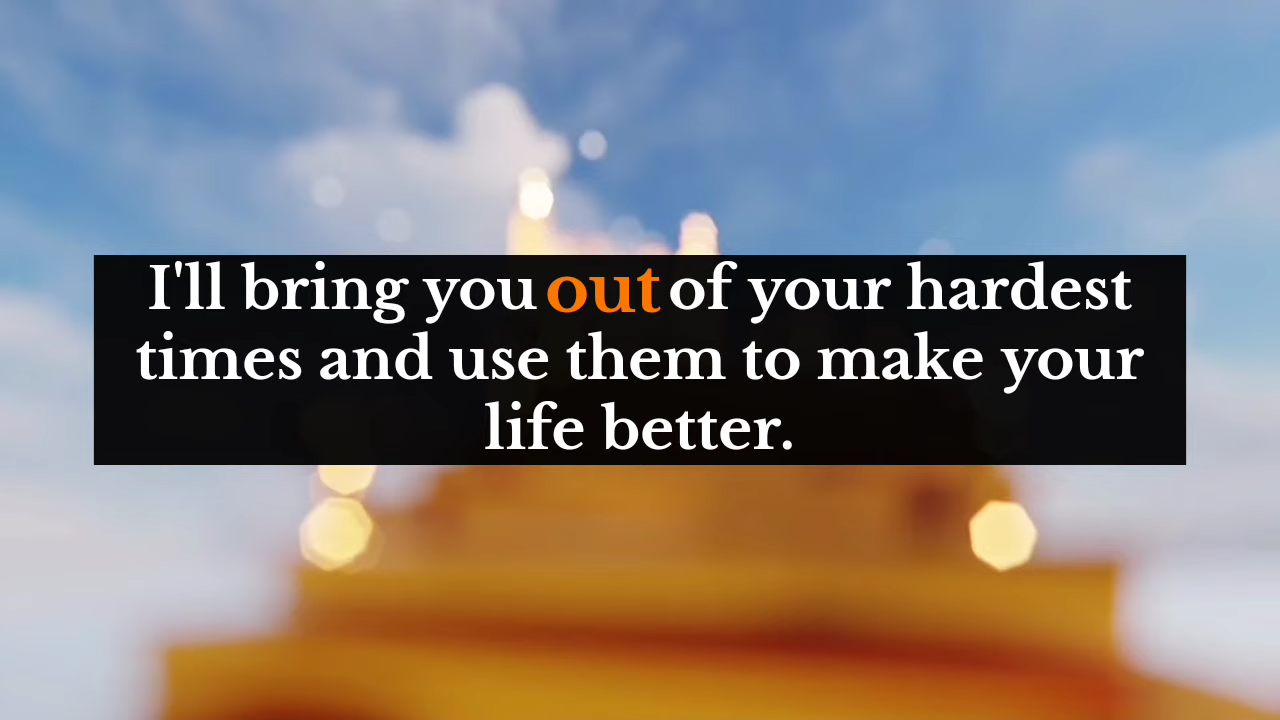 I'll bring you out of your hardest
times and use them to make your
life better.